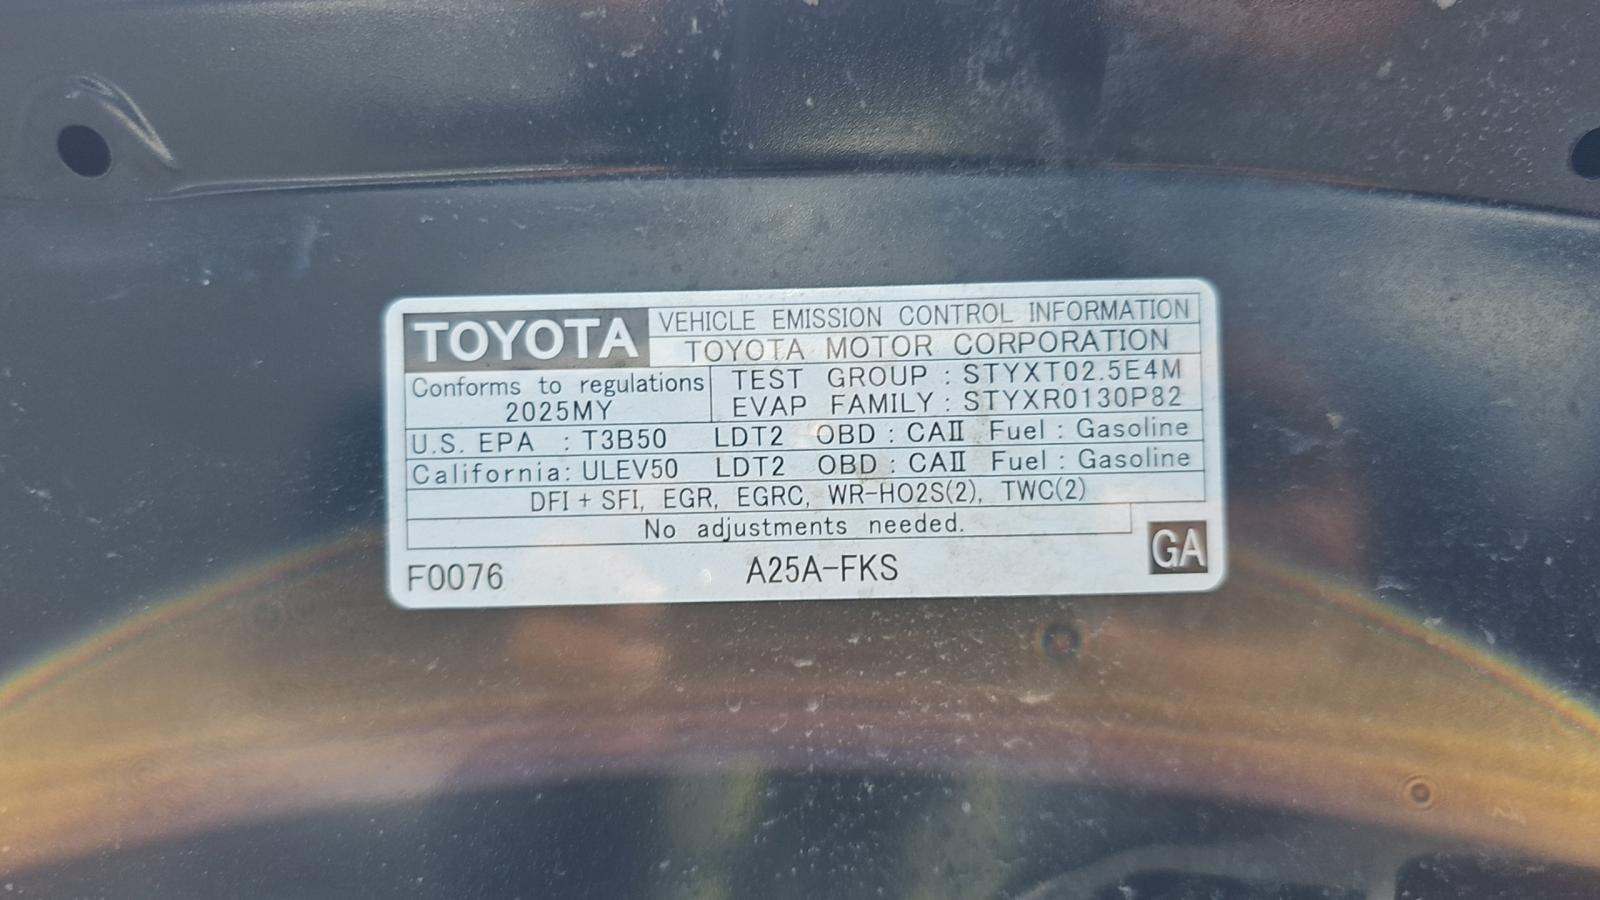 TOYOTA VEHICLE EMISSION CONTROL INFORMATION
TOYOTA MOTOR CORPORATION
Conforms to regulations
2025MY
TEST GROUP : STYXT02.5E4M
EVAP FAMILY : STYXR0130P82
U.S. EPA : T3B50 LDT2 OBD : CAⅡ Fuel : Gasoline
California : ULEV50 LDT2 OBD : CAⅡ Fuel : Gasoline
DFI + SFI, EGR, EGRC, WR-HO2S(2), TWC(2)
No adjustments needed.
F0076 A25A-FKS GA